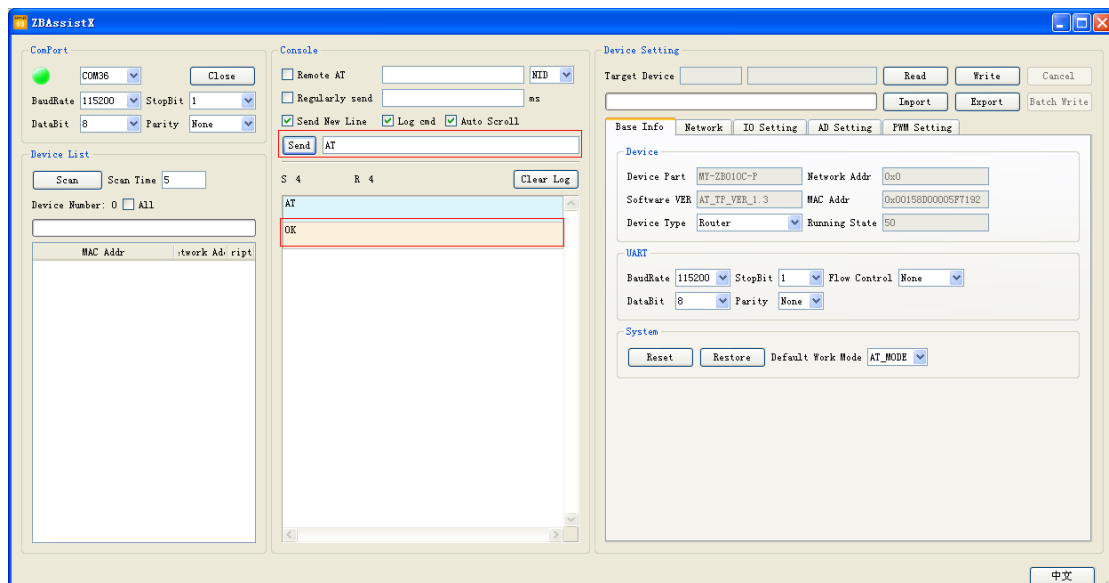 ZBAssistX
ComPort
COM36 Close
BaudRate 115200 StopBit 1
DataBit 8 Parity None
Device List
Scan Scan Time 5
Device Number: 0 All
MAC Addr :twork Ad: ript
Console
Remote AT NID
Regularly send ms
Send New Line Log cmd Auto Scroll
Send AT
S 4 R 4 Clear Log
AT
OK
Device Setting
Target Device Read Write Cancel
Import Export Batch Write
Base Info Network IO Setting AD Setting PWM Setting
Device
Device Part MY-ZB010C-P Network Addr 0x0
Software VER AT_TP_VER_1.3 MAC Addr 0x00158D00005F7192
Device Type Router Running State 50
UART
BaudRate 115200 StopBit 1 Flow Control None
DataBit 8 Parity None
System
Reset Restore Default Work Mode AT_MODE
中文